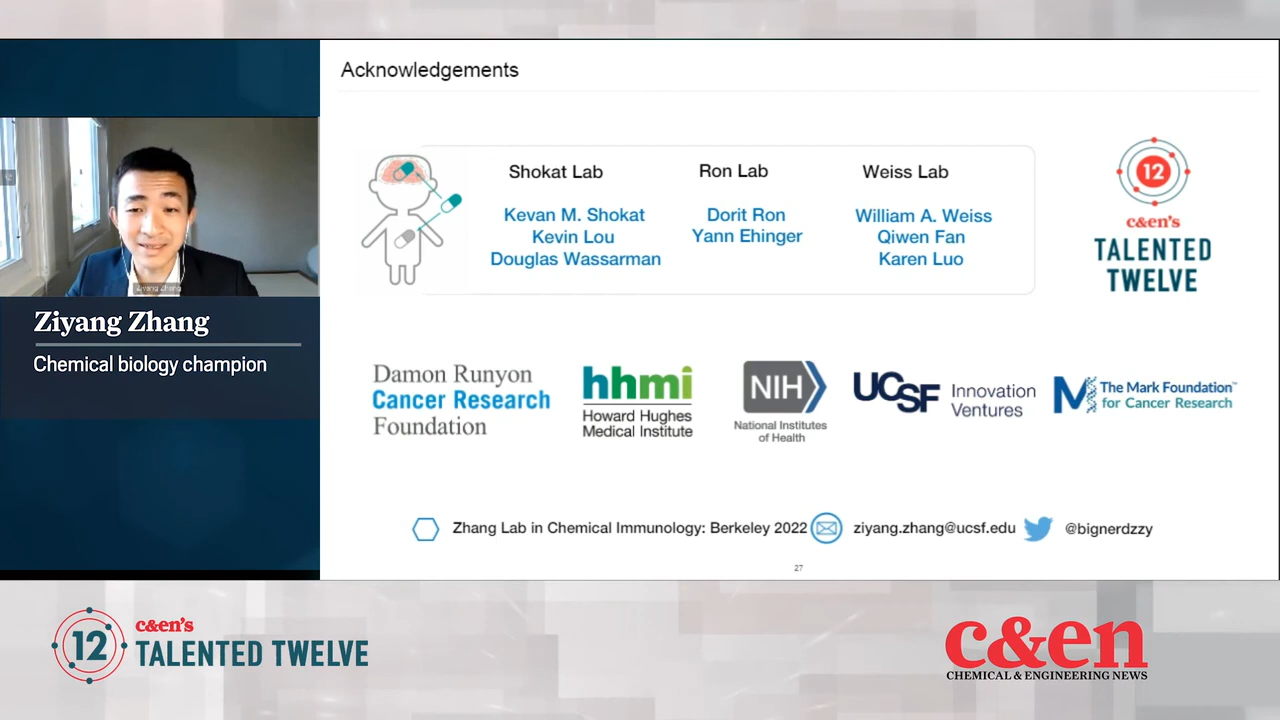 Acknowledgements
Shokat Lab
Kevan M. Shokat
Kevin Lou
Douglas Wassarman
Ron Lab
Dorit Ron
Yann Ehinger
Weiss Lab
William A. Weiss
Qiwen Fan
Karen Luo
12
c&en's
TALENTED
TWELVE
Ziyang Zhang
Ziyang Zhang
Chemical biology champion
Damon Runyon
Cancer Research
Foundation
hhmi
Howard Hughes
Medical Institute
NIH
National Institutes
of Health
UCSF Innovation
Ventures
M The Mark Foundation™
for Cancer Research
Zhang Lab in Chemical Immunology: Berkeley 2022
ziyang.zhang@ucsf.edu
@bignerdzzy
27
12
c&en's
TALENTED TWELVE
c&en
CHEMICAL & ENGINEERING NEWS